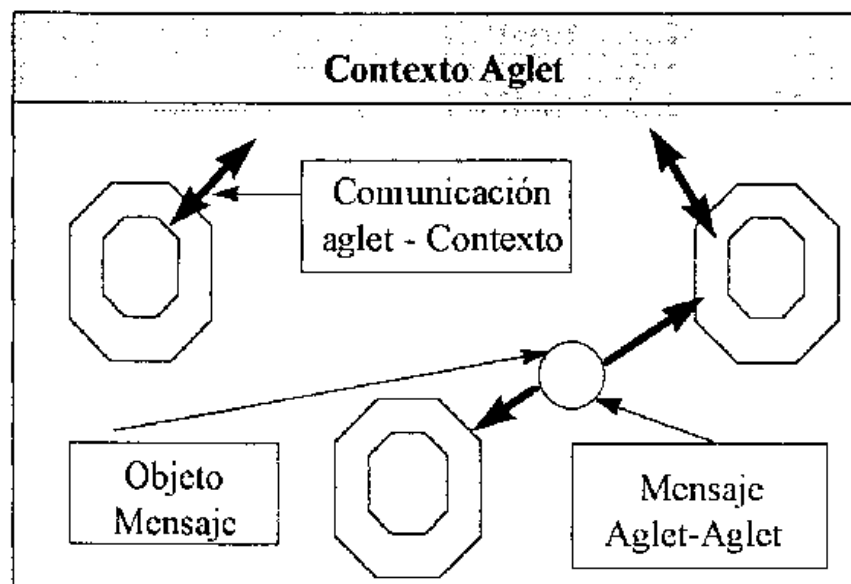 Contexto Aglet
Comunicación
aglet - Contexto
Objeto
Mensaje
Mensaje
Aglet-Aglet